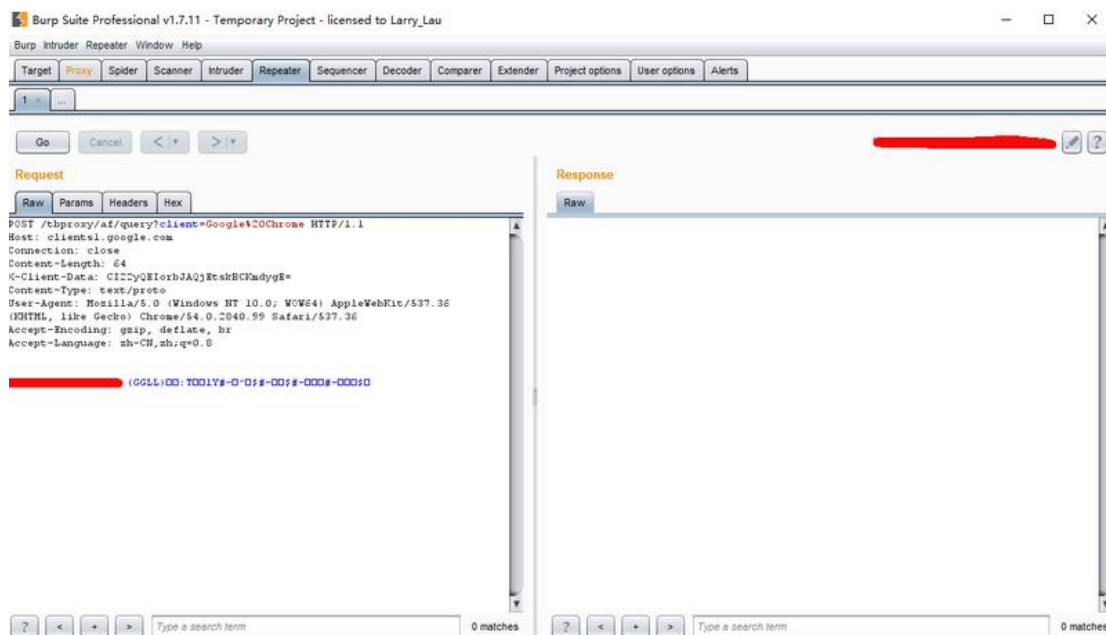 Burp Suite Professional v1.7.11 - Temporary Project - licensed to Larry_Lau
Burp Intruder Repeater Window Help
Target Proxy Spider Scanner Intruder Repeater Sequencer Decoder Comparer Extender Project options User options Alerts
1 × ...
Go Cancel < > ?
Request
Raw Params Headers Hex
POST /tbproxy/af/query?client=Google%20Chrome HTTP/1.1
Host: clients1.google.com
Connection: close
Content-Length: 64
X-Client-Data:
Content-Type: text/proto
User-Agent: Mozilla/5.0 (Windows NT 10.0; WOW64) AppleWebKit/537.36
(KHTML, like Gecko) Chrome/54.0.2840.99 Safari/537.36
Accept-Encoding: gzip, deflate, br
Accept-Language: zh-CN,zh;q=0.8
(GGLL)
? < + > Type a search term 0 matches
Response
Raw
? < + > Type a search term 0 matches